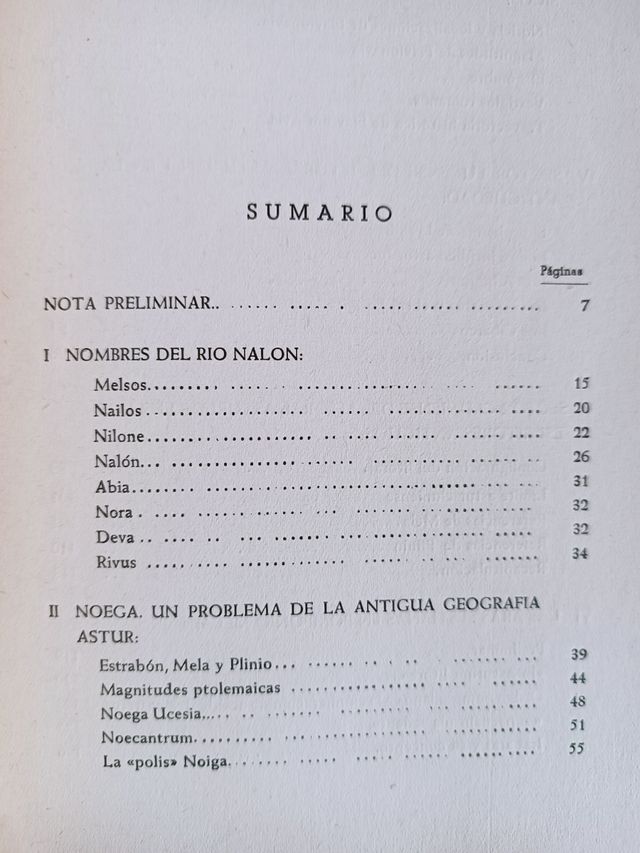 SUMARIO
Páginas
NOTA PRELIMINAR.. ...... ..... . ..... ...... ......... 7
I NOMBRES DEL RIO NALON:
Melsos......... ... ...... ...... ...... 15
Nailos ......... ... ...... ...... ...... 20
Nilone......... ... ...... ...... ...... 22
Nalón... ......... ... ...... ...... ...... 26
Abia......... ... ...... ...... ...... 31
Nora . ......... ... ...... ...... ...... 32
Deva .. ......... ... ...... ...... ...... 32
Rivus ......... ... ...... ...... ...... 34
II NOEGA. UN PROBLEMA DE LA ANTIGUA GEOGRAFIA
ASTUR:
Estrabón, Mela y Plinio... ...... .. ...... ...... 39
Magnitudes ptolemaicas ...... ...... ...... 44
Noega Ucesia..... .. ...... ...... ...... 48
Noecantrum......... ...... ...... ...... 51
La «polis» Noiga......... ...... ...... ...... 55